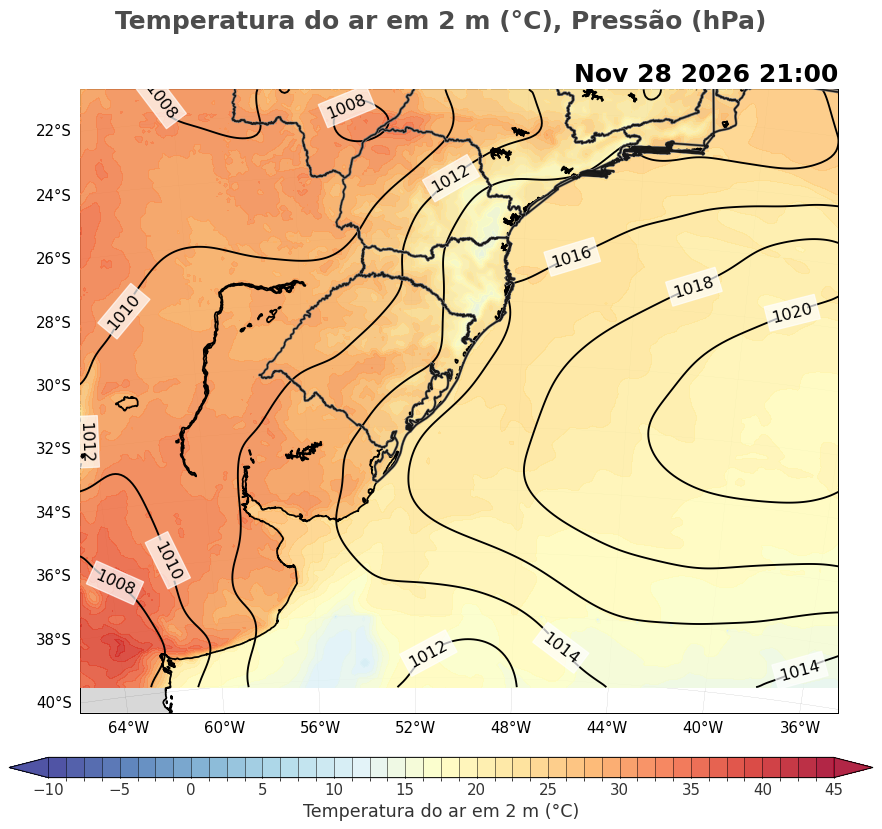 Temperatura do ar em 2 m (°C), Pressão (hPa)
Nov 28 2026 21:00
1008
1008
22°S
1012
24°S
1016
26°S
1018
1010
1020
28°S
30°S
1012
32°S
34°S
1010
1008
36°S
38°S
1012
1014
1014
40°S
64°W 60°W 56°W 52°W 48°W 44°W 40°W 36°W
−10 −5 0 5 10 15 20 25 30 35 40 45
Temperatura do ar em 2 m (°C)